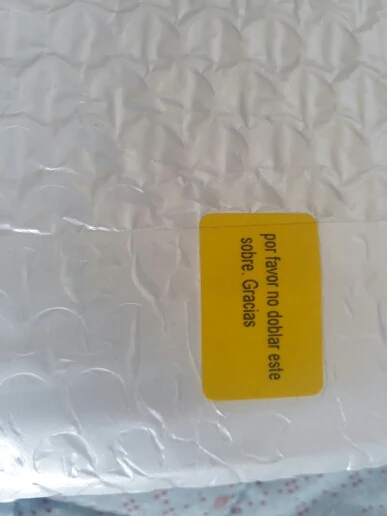 por favor no doblar este
sobre. Gracias